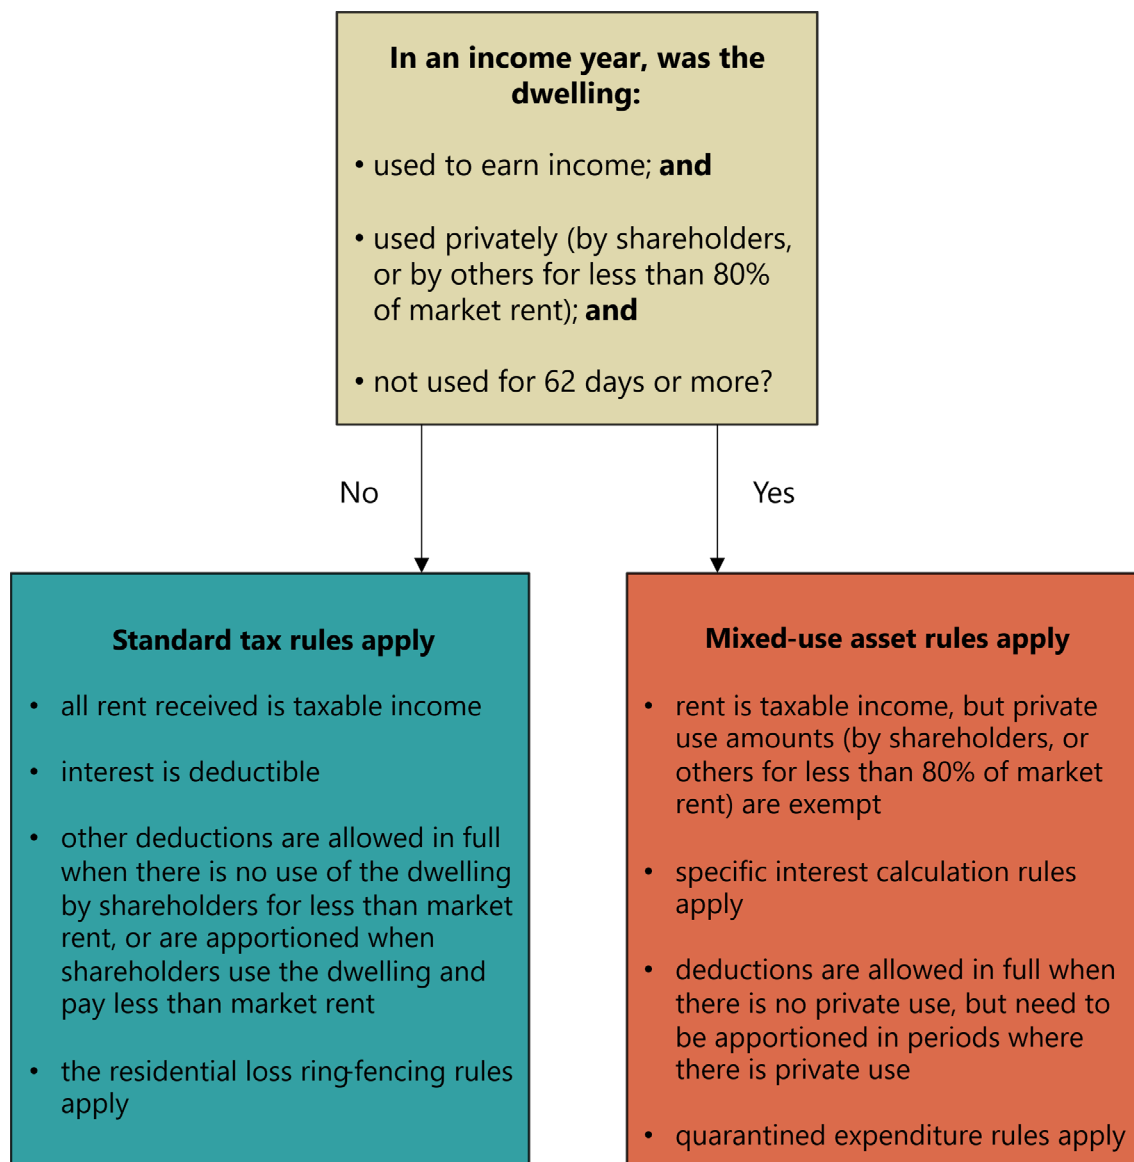 In an income year, was the
dwelling:
• used to earn income; and
• used privately (by shareholders,
or by others for less than 80%
of market rent); and
• not used for 62 days or more?
No
Yes
Standard tax rules apply
• all rent received is taxable income
• interest is deductible
• other deductions are allowed in full
when there is no use of the dwelling
by shareholders for less than market
rent, or are apportioned when
shareholders use the dwelling and
pay less than market rent
• the residential loss ring-fencing rules
apply
Mixed-use asset rules apply
• rent is taxable income, but private
use amounts (by shareholders, or
others for less than 80% of market
rent) are exempt
• specific interest calculation rules
apply
• deductions are allowed in full when
there is no private use, but need to
be apportioned in periods where
there is private use
• quarantined expenditure rules apply